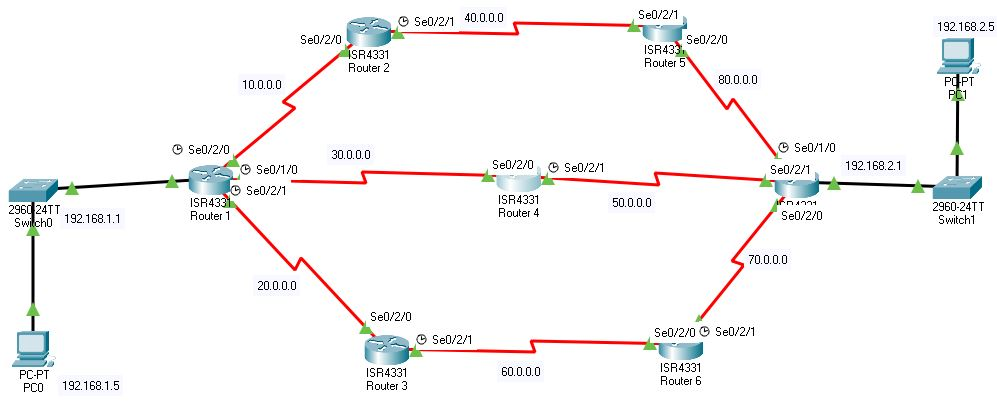 40.0.0.0
Se0/2/1
Se0/2/1
192.168.2.5
Se0/2/0
Se0/2/0
ISR4331
Router 2
ISR4331
Router 5
80.0.0.0
PC-PT
PC1
10.0.0.0
Se0/2/0
30.0.0.0
Se0/1/0
Se0/1/0
Se0/2/0
Se0/2/1
Se0/2/1
192.168.2.1
Se0/2/1
ISR4331
Router 1
ISR4331
Router 4
50.0.0.0
ISR4331
Se0/2/0
2960-24TT
Switch0
192.168.1.1
2960-24TT
Switch1
70.0.0.0
20.0.0.0
Se0/2/0
Se0/2/1
Se0/2/0
Se0/2/1
ISR4331
Router 3
60.0.0.0
ISR4331
Router 6
PC-PT
PC0
192.168.1.5